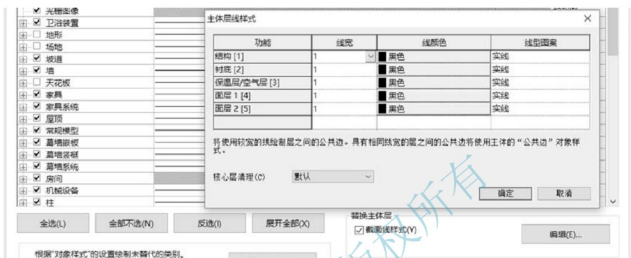 光栅图像
卫浴装置
地形
场地
坡道
墙
天花板
家具
家具系统
屋顶
常规模型
幕墙嵌板
幕墙竖梃
幕墙系统
房间
机械设备
柱
主体层线样式
功能 线宽 线颜色 线型图案
结构 [1] 1 黑色 实线
衬底 [2] 1 黑色 实线
保温层/空气层 [3] 1 黑色 实线
面层 1 [4] 1 黑色 实线
面层 2 [5] 1 黑色 实线
将使用较宽的线绘制层之间的公共边。具有相同线宽的层之间的公共边将使用主体的“公共边”对象样
式。
核心层清理(C) 默认
确定 取消
全选(L) 全部不选(N) 反选(I) 展开全部(X)
替换主体层
截面线样式(Y) 编辑(E)...
根据“对象样式”的设置绘制未替代的类别。
版权所有